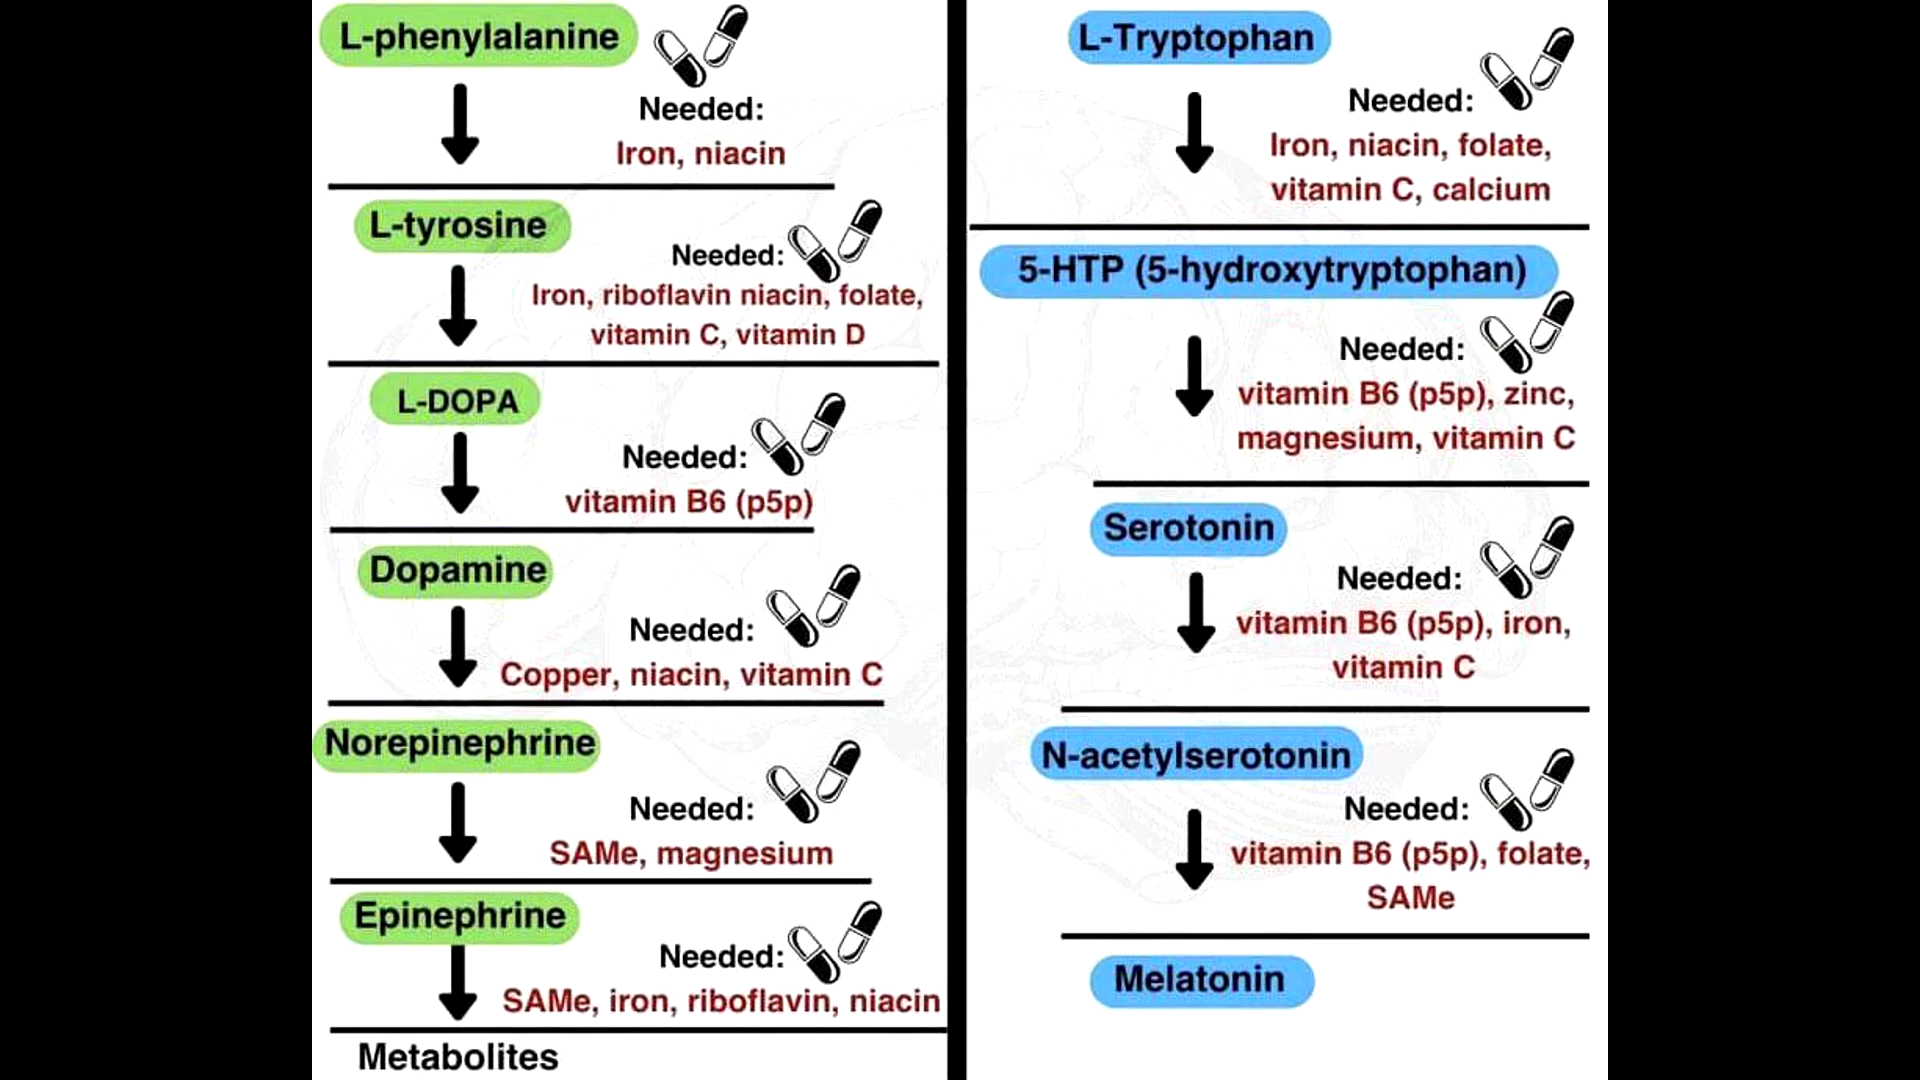 L-phenylalanine
Needed:
Iron, niacin
L-tyrosine
Needed:
Iron, riboflavin niacin, folate,
vitamin C, vitamin D
L-DOPA
Needed:
vitamin B6 (p5p)
Dopamine
Needed:
Copper, niacin, vitamin C
Norepinephrine
Needed:
SAMe, magnesium
Epinephrine
Needed:
SAMe, iron, riboflavin, niacin
Metabolites
L-Tryptophan
Needed:
Iron, niacin, folate,
vitamin C, calcium
5-HTP (5-hydroxytryptophan)
Needed:
vitamin B6 (p5p), zinc,
magnesium, vitamin C
Serotonin
Needed:
vitamin B6 (p5p), iron,
vitamin C
N-acetylserotonin
Needed:
vitamin B6 (p5p), folate,
SAMe
Melatonin